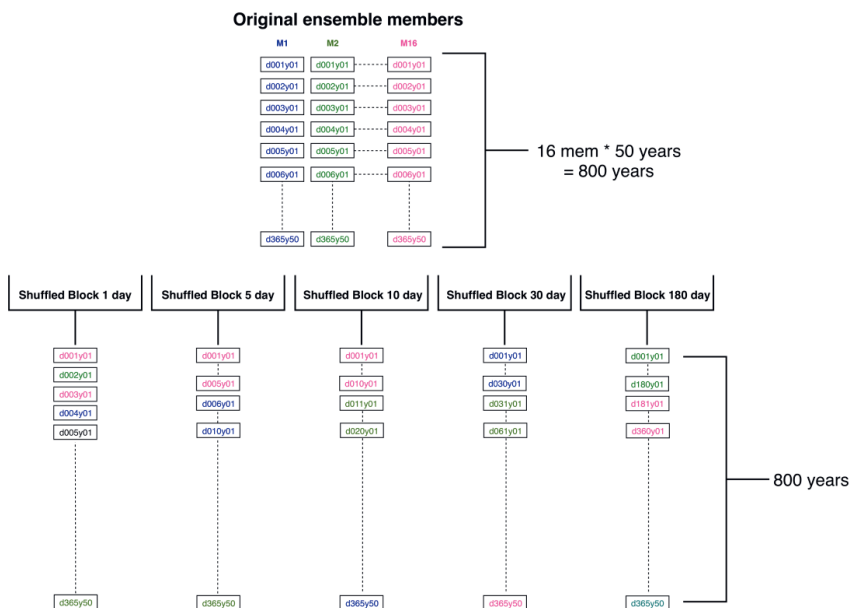 Original ensemble members
M1 M2 M16
d001y01 d001y01 d001y01
d002y01 d002y01 d002y01
d003y01 d003y01 d003y01
d004y01 d004y01 d004y01
d005y01 d005y01 d005y01
d006y01 d006y01 d006y01
d365y50 d365y50 d365y50
16 mem * 50 years
= 800 years
Shuffled Block 1 day Shuffled Block 5 day Shuffled Block 10 day Shuffled Block 30 day Shuffled Block 180 day
d001y01 d001y01 d001y01 d001y01 d001y01
d002y01 d005y01 d010y01 d030y01 d180y01
d003y01 d006y01 d011y01 d031y01 d181y01
d004y01
d005y01 d010y01 d020y01 d061y01 d360y01
800 years
d365y50 d365y50 d365y50 d365y50 d365y50